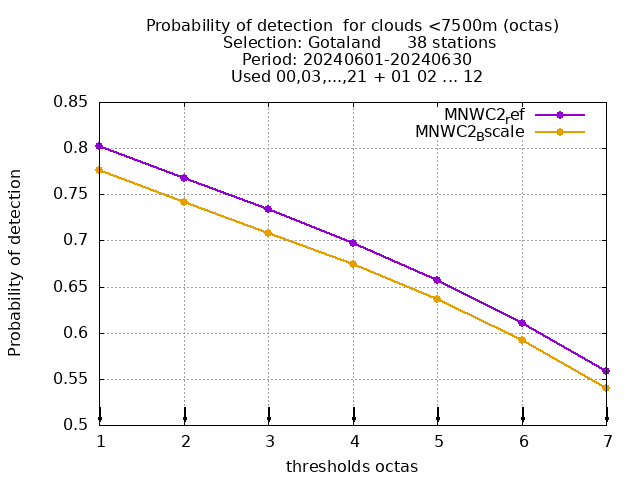 Probability of detection  for clouds <7500m (octas)
Selection: Gotaland     38 stations
Period: 20240601-20240630
Used 00,03,...,21 + 01 02 ... 12
MNWC2ref
MNWC2Bscale
0.85
0.8
0.75
0.7
0.65
0.6
0.55
0.5
Probability of detection
1 2 3 4 5 6 7
thresholds octas